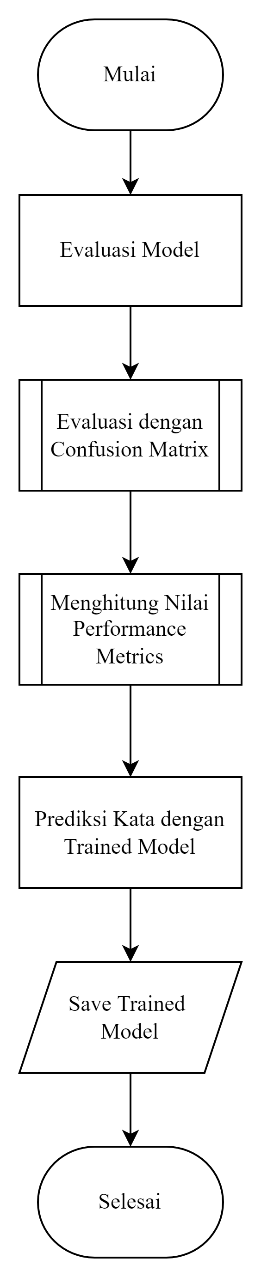 Mulai
Evaluasi Model
Evaluasi dengan
Confusion Matrix
Menghitung Nilai
Performance
Metrics
Prediksi Kata dengan
Trained Model
Save Trained
Model
Selesai